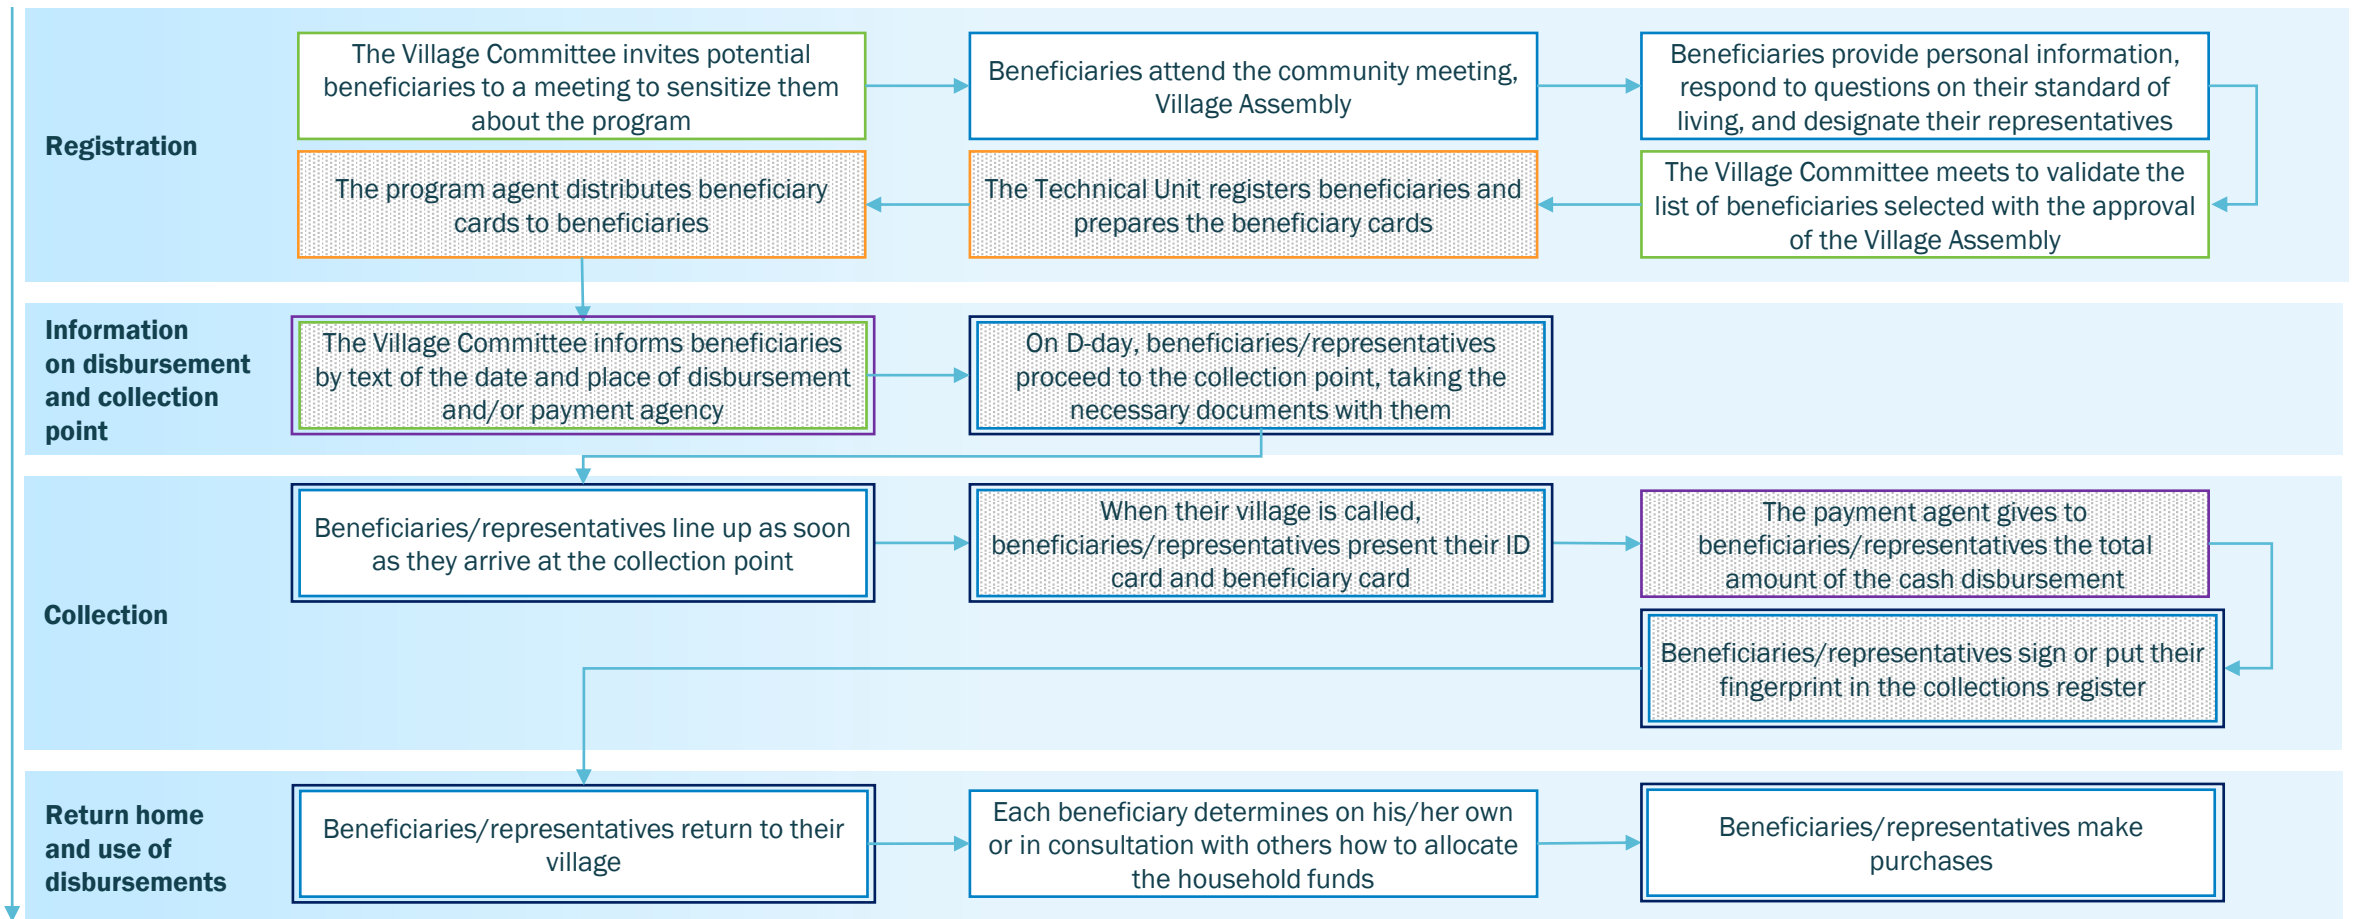 Registration
The Village Committee invites potential
beneficiaries to a meeting to sensitize them
about the program
Beneficiaries attend the community meeting,
Village Assembly
Beneficiaries provide personal information,
respond to questions on their standard of
living, and designate their representatives
The Village Committee meets to validate the
list of beneficiaries selected with the approval
of the Village Assembly
The Technical Unit registers beneficiaries and
prepares the beneficiary cards
The program agent distributes beneficiary
cards to beneficiaries
Information
on disbursement
and collection
point
The Village Committee informs beneficiaries
by text of the date and place of disbursement
and/or payment agency
On D-day, beneficiaries/representatives
proceed to the collection point, taking the
necessary documents with them
Collection
Beneficiaries/representatives line up as soon
as they arrive at the collection point
When their village is called,
beneficiaries/representatives present their ID
card and beneficiary card
The payment agent gives to
beneficiaries/representatives the total
amount of the cash disbursement
Beneficiaries/representatives sign or put their
fingerprint in the collections register
Return home
and use of
disbursements
Beneficiaries/representatives return to their
village
Each beneficiary determines on his/her own
or in consultation with others how to allocate
the household funds
Beneficiaries/representatives make
purchases